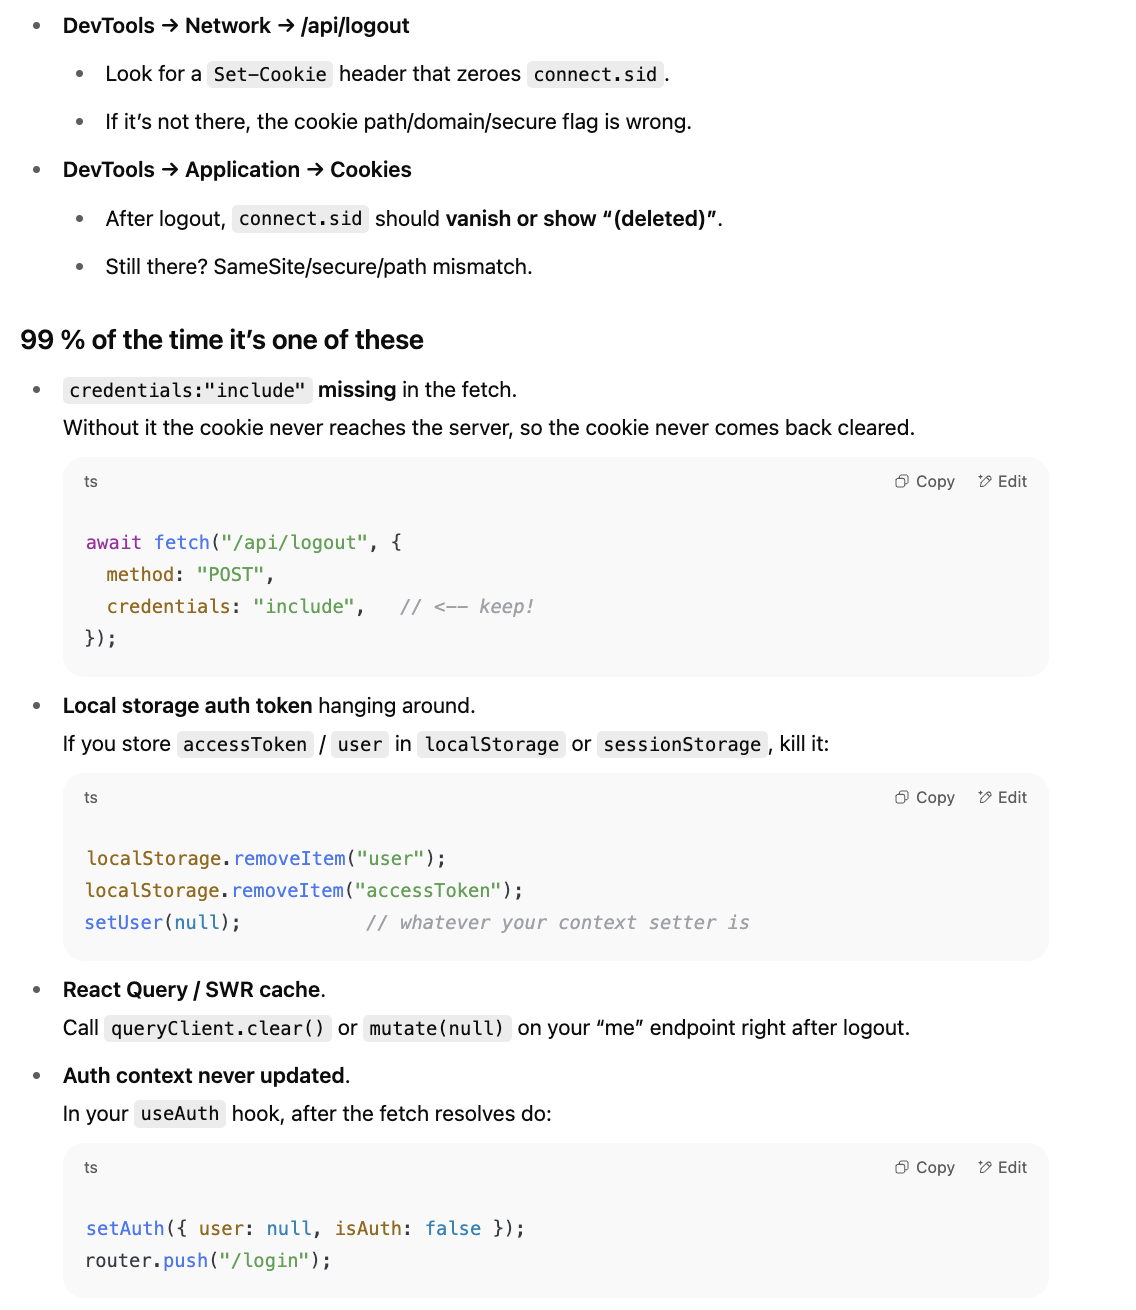 DevTools → Network → /api/logout
Look for a Set-Cookie header that zeroes connect.sid.
If it’s not there, the cookie path/domain/secure flag is wrong.
DevTools → Application → Cookies
After logout, connect.sid should vanish or show “(deleted)”.
Still there? SameSite/secure/path mismatch.
99 % of the time it’s one of these
credentials:"include" missing in the fetch.
Without it the cookie never reaches the server, so the cookie never comes back cleared.
ts Copy Edit
await fetch("/api/logout", {
  method: "POST",
  credentials: "include",   // <-– keep!
});
Local storage auth token hanging around.
If you store accessToken / user in localStorage or sessionStorage, kill it:
ts Copy Edit
localStorage.removeItem("user");
localStorage.removeItem("accessToken");
setUser(null);           // whatever your context setter is
React Query / SWR cache.
Call queryClient.clear() or mutate(null) on your “me” endpoint right after logout.
Auth context never updated.
In your useAuth hook, after the fetch resolves do:
ts Copy Edit
setAuth({ user: null, isAuth: false });
router.push("/login");